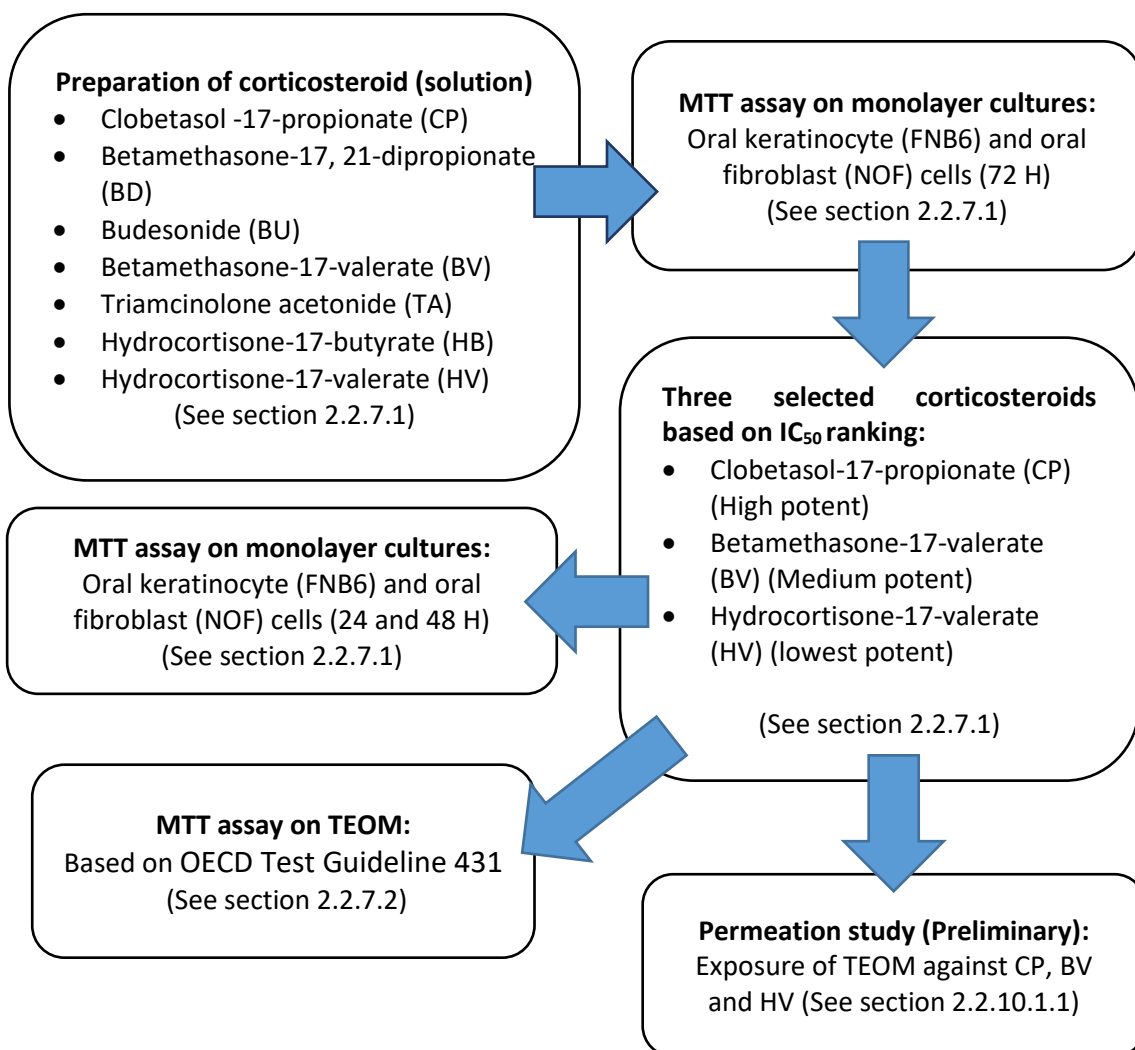 Preparation of corticosteroid (solution)
• Clobetasol -17-propionate (CP)
• Betamethasone-17, 21-dipropionate
(BD)
• Budesonide (BU)
• Betamethasone-17-valerate (BV)
• Triamcinolone acetonide (TA)
• Hydrocortisone-17-butyrate (HB)
• Hydrocortisone-17-valerate (HV)
(See section 2.2.7.1)
MTT assay on monolayer cultures:
Oral keratinocyte (FNB6) and oral
fibroblast (NOF) cells (72 H)
(See section 2.2.7.1)
Three selected corticosteroids
based on IC₅₀ ranking:
• Clobetasol-17-propionate (CP)
(High potent)
• Betamethasone-17-valerate
(BV) (Medium potent)
• Hydrocortisone-17-valerate
(HV) (lowest potent)
(See section 2.2.7.1)
MTT assay on monolayer cultures:
Oral keratinocyte (FNB6) and oral
fibroblast (NOF) cells (24 and 48 H)
(See section 2.2.7.1)
MTT assay on TEOM:
Based on OECD Test Guideline 431
(See section 2.2.7.2)
Permeation study (Preliminary):
Exposure of TEOM against CP, BV
and HV (See section 2.2.10.1.1)